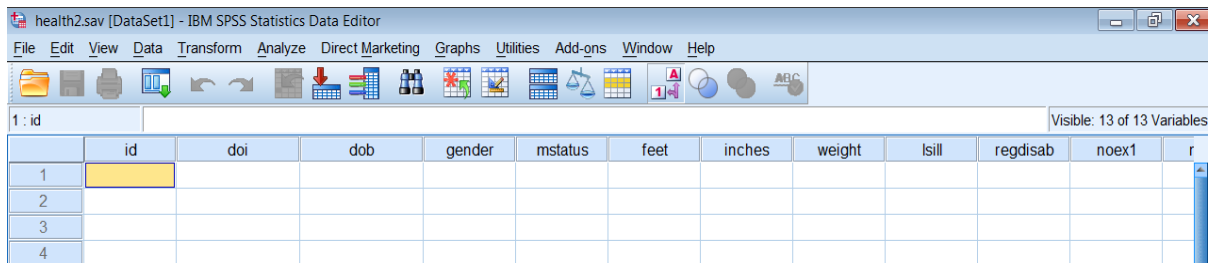 health2.sav [DataSet1] - IBM SPSS Statistics Data Editor
File Edit View Data Transform Analyze Direct Marketing Graphs Utilities Add-ons Window Help
A 1 ABC
1 : id Visible: 13 of 13 Variables
id doi dob gender mstatus feet inches weight lsill regdisab noex1
1
2
3
4